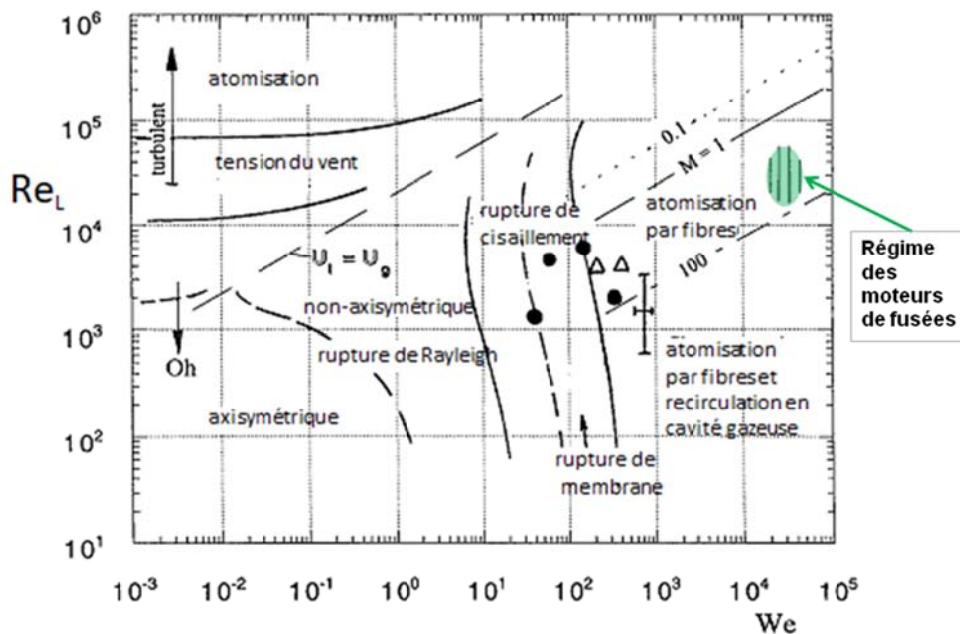 10⁶
10⁵
10⁴
10³
10²
10¹
Re_L
atomisation
turbulent
tension du vent
U_l = U_g
non-axisymétrique
rupture de Rayleigh
Oh
axisymétrique
rupture de
cisaillement
0.1
M = 1
atomisation
par fibres
100
atomisation
par fibreset
recirculation en
cavité gazeuse
rupture de
membrane
Régime
des
moteurs
de fusées
10⁻³ 10⁻² 10⁻¹ 10⁰ 10¹ 10² 10³ 10⁴ 10⁵
We